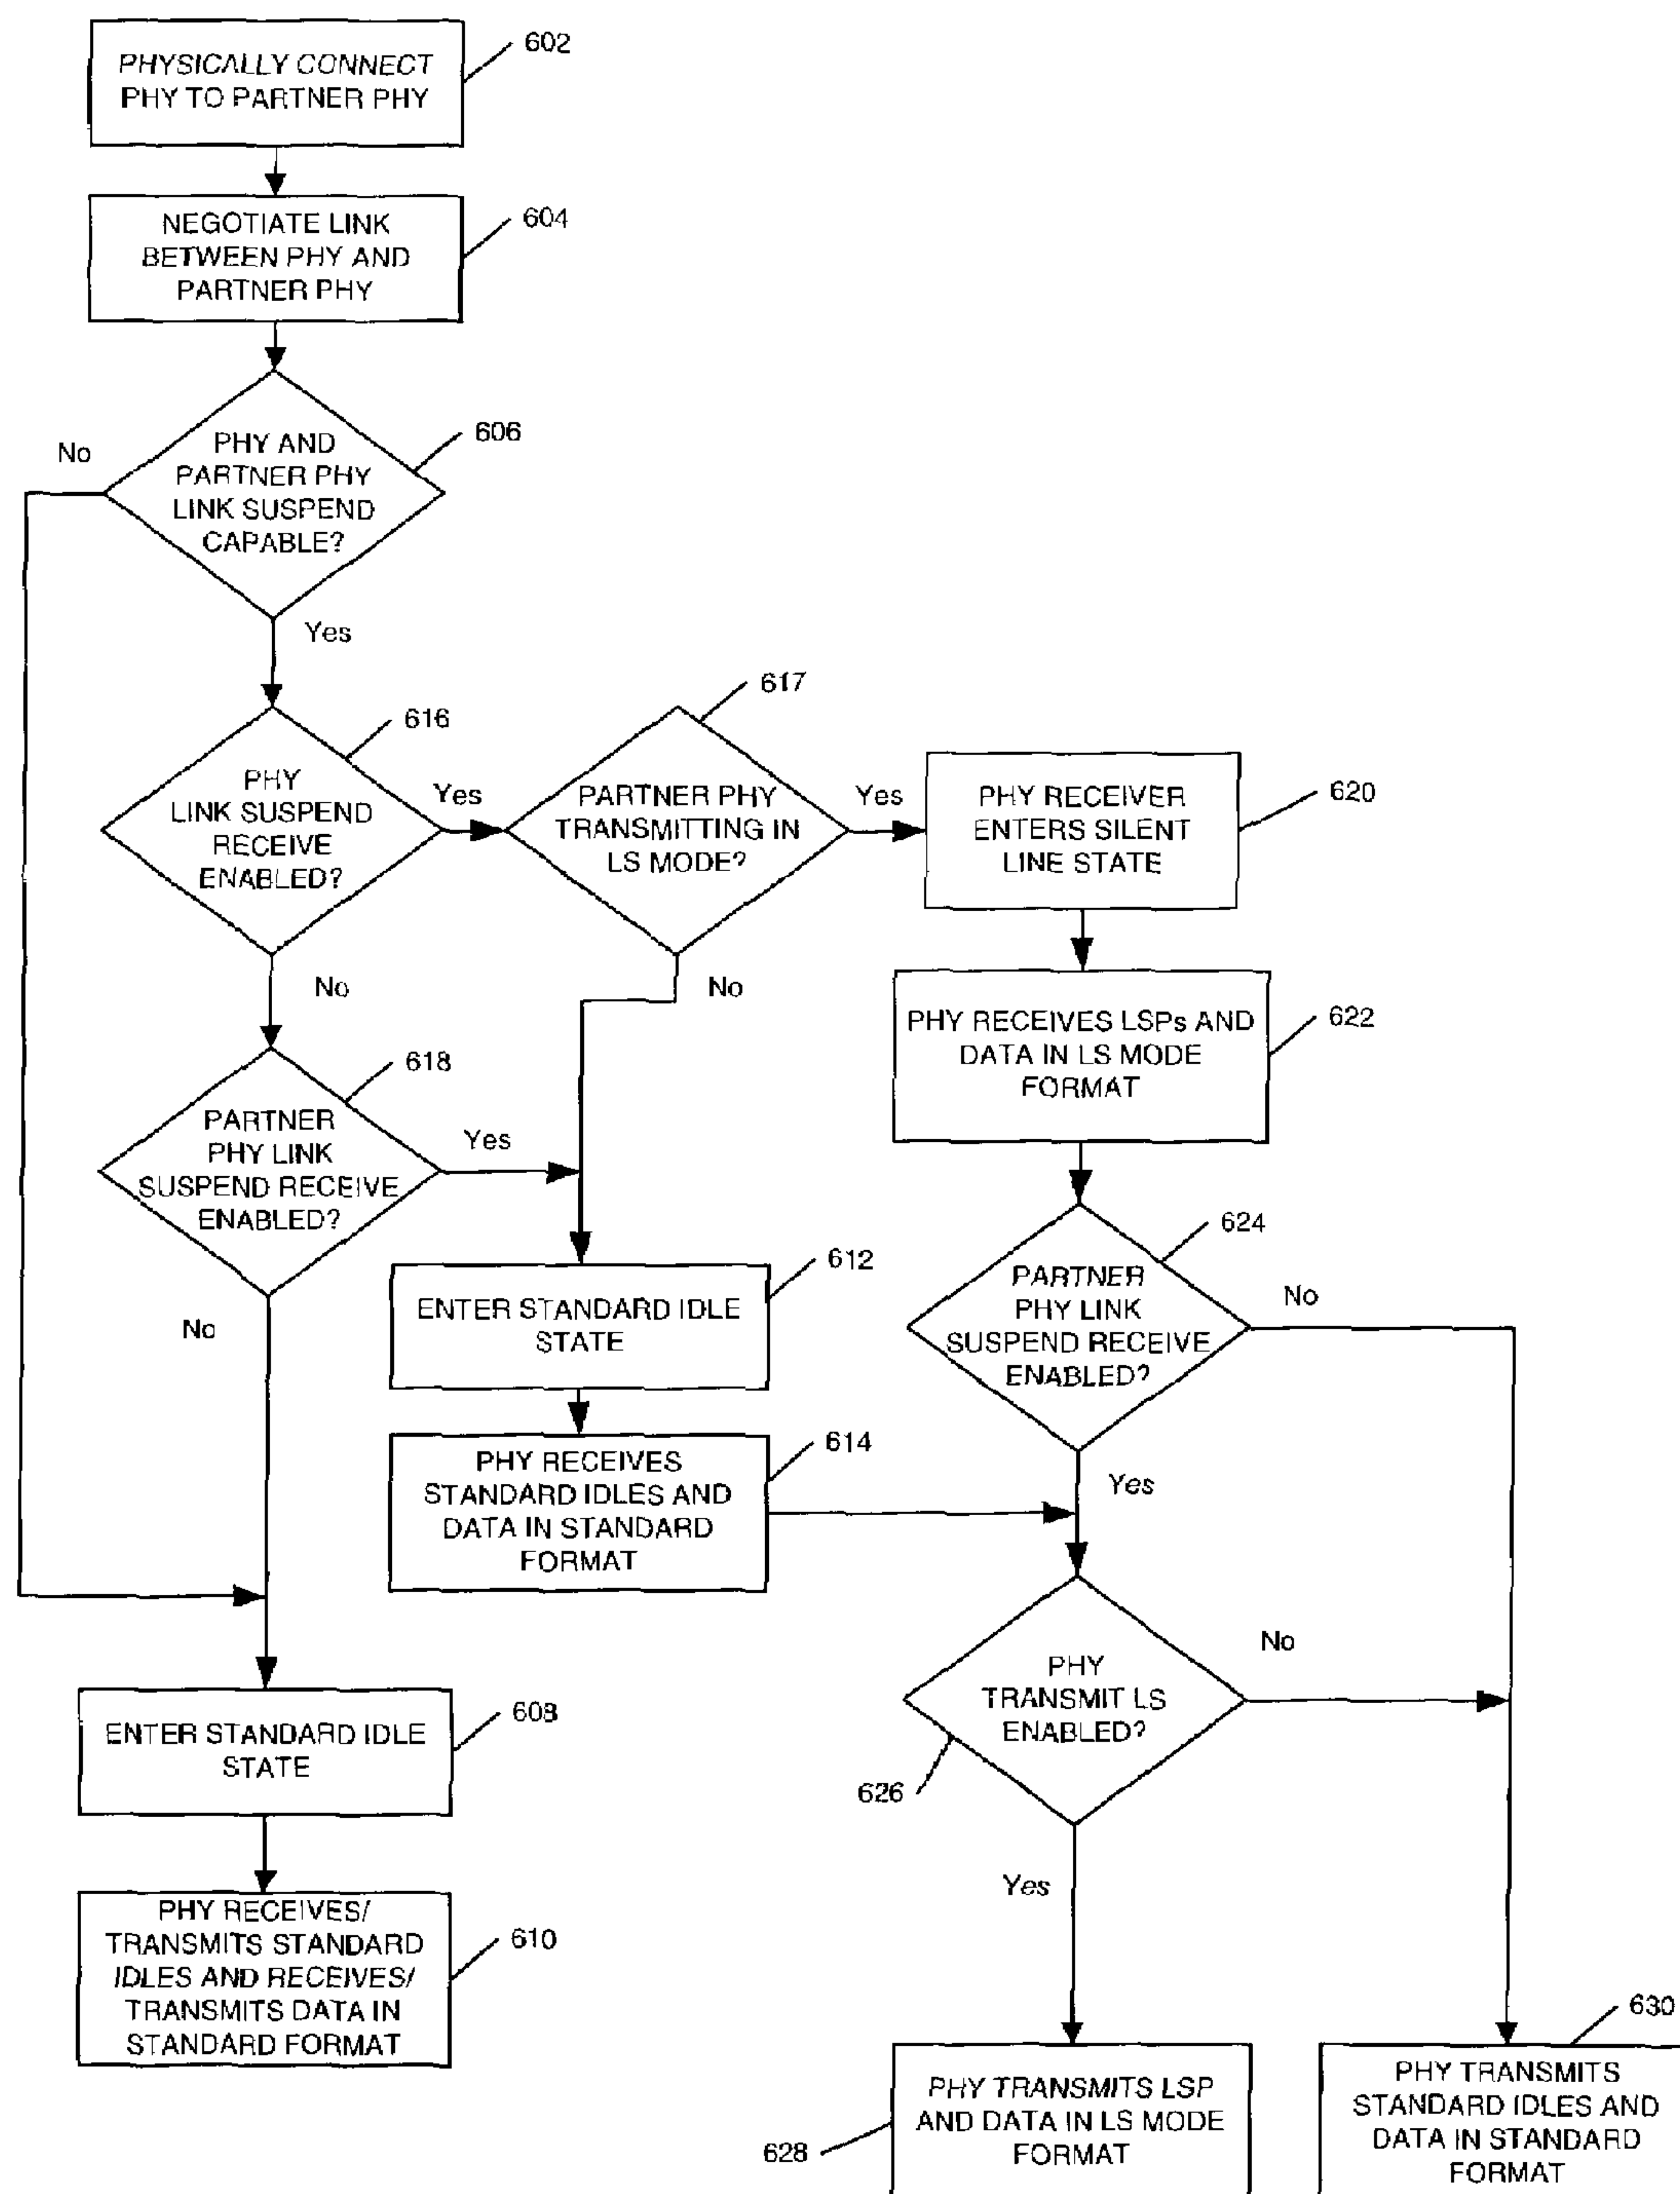 PHYSICALLY CONNECT
PHY TO PARTNER PHY
602
NEGOTIATE LINK
BETWEEN PHY AND
PARTNER PHY
604
PHY AND
PARTNER PHY
LINK SUSPEND
CAPABLE?
606
No
Yes
PHY
LINK SUSPEND
RECEIVE
ENABLED?
616
Yes
No
PARTNER PHY
TRANSMITTING IN
LS MODE?
617
Yes
No
PHY RECEIVER
ENTERS SILENT
LINE STATE
620
PHY RECEIVES LSPs AND
DATA IN LS MODE
FORMAT
622
PARTNER
PHY LINK
SUSPEND RECEIVE
ENABLED?
618
Yes
No
ENTER STANDARD IDLE
STATE
612
PHY RECEIVES
STANDARD IDLES AND
DATA IN STANDARD
FORMAT
614
PARTNER
PHY LINK
SUSPEND RECEIVE
ENABLED?
624
No
Yes
PHY
TRANSMIT LS
ENABLED?
626
No
Yes
ENTER STANDARD IDLE
STATE
608
PHY RECEIVES/
TRANSMITS STANDARD
IDLES AND RECEIVES/
TRANSMITS DATA IN
STANDARD FORMAT
610
PHY TRANSMITS LSP
AND DATA IN LS MODE
FORMAT
628
PHY TRANSMITS
STANDARD IDLES AND
DATA IN STANDARD
FORMAT
630